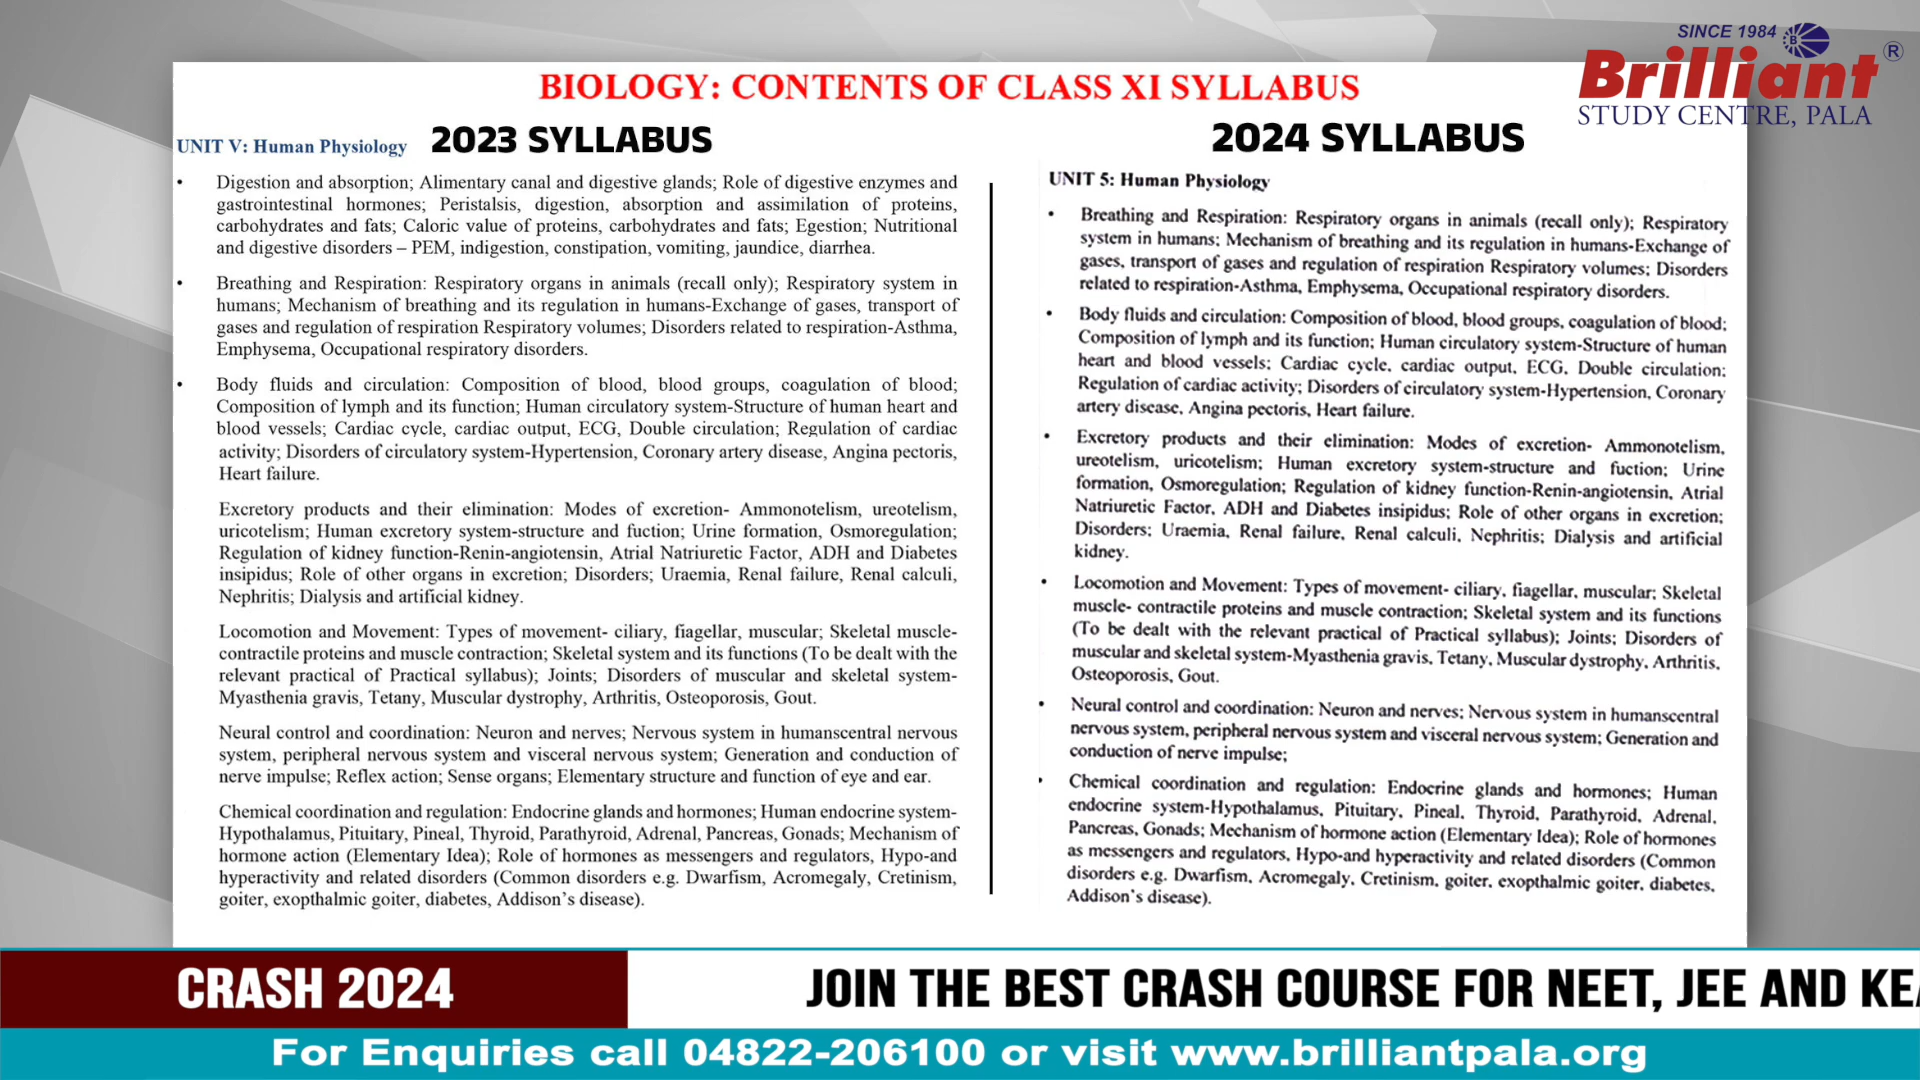 SINCE 1984
Brilliant®
STUDY CENTRE, PALA
BIOLOGY: CONTENTS OF CLASS XI SYLLABUS
UNIT V: Human Physiology 2023 SYLLABUS
• Digestion and absorption; Alimentary canal and digestive glands; Role of digestive enzymes and
gastrointestinal hormones; Peristalsis, digestion, absorption and assimilation of proteins,
carbohydrates and fats; Caloric value of proteins, carbohydrates and fats; Egestion; Nutritional
and digestive disorders – PEM, indigestion, constipation, vomiting, jaundice, diarrhea.
• Breathing and Respiration: Respiratory organs in animals (recall only); Respiratory system in
humans; Mechanism of breathing and its regulation in humans-Exchange of gases, transport of
gases and regulation of respiration Respiratory volumes; Disorders related to respiration-Asthma,
Emphysema, Occupational respiratory disorders.
• Body fluids and circulation: Composition of blood, blood groups, coagulation of blood;
Composition of lymph and its function; Human circulatory system-Structure of human heart and
blood vessels; Cardiac cycle, cardiac output, ECG, Double circulation; Regulation of cardiac
activity; Disorders of circulatory system-Hypertension, Coronary artery disease, Angina pectoris,
Heart failure.
Excretory products and their elimination: Modes of excretion- Ammonotelism, ureotelism,
uricotelism; Human excretory system-structure and fuction; Urine formation, Osmoregulation;
Regulation of kidney function-Renin-angiotensin, Atrial Natriuretic Factor, ADH and Diabetes
insipidus; Role of other organs in excretion; Disorders; Uraemia, Renal failure, Renal calculi,
Nephritis; Dialysis and artificial kidney.
Locomotion and Movement: Types of movement- ciliary, fiagellar, muscular; Skeletal muscle-
contractile proteins and muscle contraction; Skeletal system and its functions (To be dealt with the
relevant practical of Practical syllabus); Joints; Disorders of muscular and skeletal system-
Myasthenia gravis, Tetany, Muscular dystrophy, Arthritis, Osteoporosis, Gout.
Neural control and coordination: Neuron and nerves; Nervous system in humanscentral nervous
system, peripheral nervous system and visceral nervous system; Generation and conduction of
nerve impulse; Reflex action; Sense organs; Elementary structure and function of eye and ear.
Chemical coordination and regulation: Endocrine glands and hormones; Human endocrine system-
Hypothalamus, Pituitary, Pineal, Thyroid, Parathyroid, Adrenal, Pancreas, Gonads; Mechanism of
hormone action (Elementary Idea); Role of hormones as messengers and regulators, Hypo-and
hyperactivity and related disorders (Common disorders e.g. Dwarfism, Acromegaly, Cretinism,
goiter, exopthalmic goiter, diabetes, Addison's disease).
2024 SYLLABUS
UNIT 5: Human Physiology
• Breathing and Respiration: Respiratory organs in animals (recall only); Respiratory
system in humans; Mechanism of breathing and its regulation in humans-Exchange of
gases, transport of gases and regulation of respiration Respiratory volumes; Disorders
related to respiration-Asthma, Emphysema, Occupational respiratory disorders.
• Body fluids and circulation: Composition of blood, blood groups, coagulation of blood;
Composition of lymph and its function; Human circulatory system-Structure of human
heart and blood vessels; Cardiac cycle, cardiac output, ECG, Double circulation;
Regulation of cardiac activity; Disorders of circulatory system-Hypertension, Coronary
artery disease, Angina pectoris, Heart failure.
• Excretory products and their elimination: Modes of excretion- Ammonotelism,
ureotelism, uricotelism; Human excretory system-structure and fuction; Urine
formation, Osmoregulation; Regulation of kidney function-Renin-angiotensin, Atrial
Natriuretic Factor, ADH and Diabetes insipidus; Role of other organs in excretion;
Disorders; Uraemia, Renal failure, Renal calculi, Nephritis; Dialysis and artificial
kidney.
• Locomotion and Movement: Types of movement- ciliary, fiagellar, muscular; Skeletal
muscle- contractile proteins and muscle contraction; Skeletal system and its functions
(To be dealt with the relevant practical of Practical syllabus); Joints; Disorders of
muscular and skeletal system-Myasthenia gravis, Tetany, Muscular dystrophy, Arthritis,
Osteoporosis, Gout.
• Neural control and coordination: Neuron and nerves; Nervous system in humanscentral
nervous system, peripheral nervous system and visceral nervous system; Generation and
conduction of nerve impulse;
• Chemical coordination and regulation: Endocrine glands and hormones; Human
endocrine system-Hypothalamus, Pituitary, Pineal, Thyroid, Parathyroid, Adrenal,
Pancreas, Gonads; Mechanism of hormone action (Elementary Idea); Role of hormones
as messengers and regulators, Hypo-and hyperactivity and related disorders (Common
disorders e.g. Dwarfism, Acromegaly, Cretinism, goiter, exopthalmic goiter, diabetes,
Addison's disease).
CRASH 2024
JOIN THE BEST CRASH COURSE FOR NEET, JEE AND KE
For Enquiries call 04822-206100 or visit www.brilliantpala.org